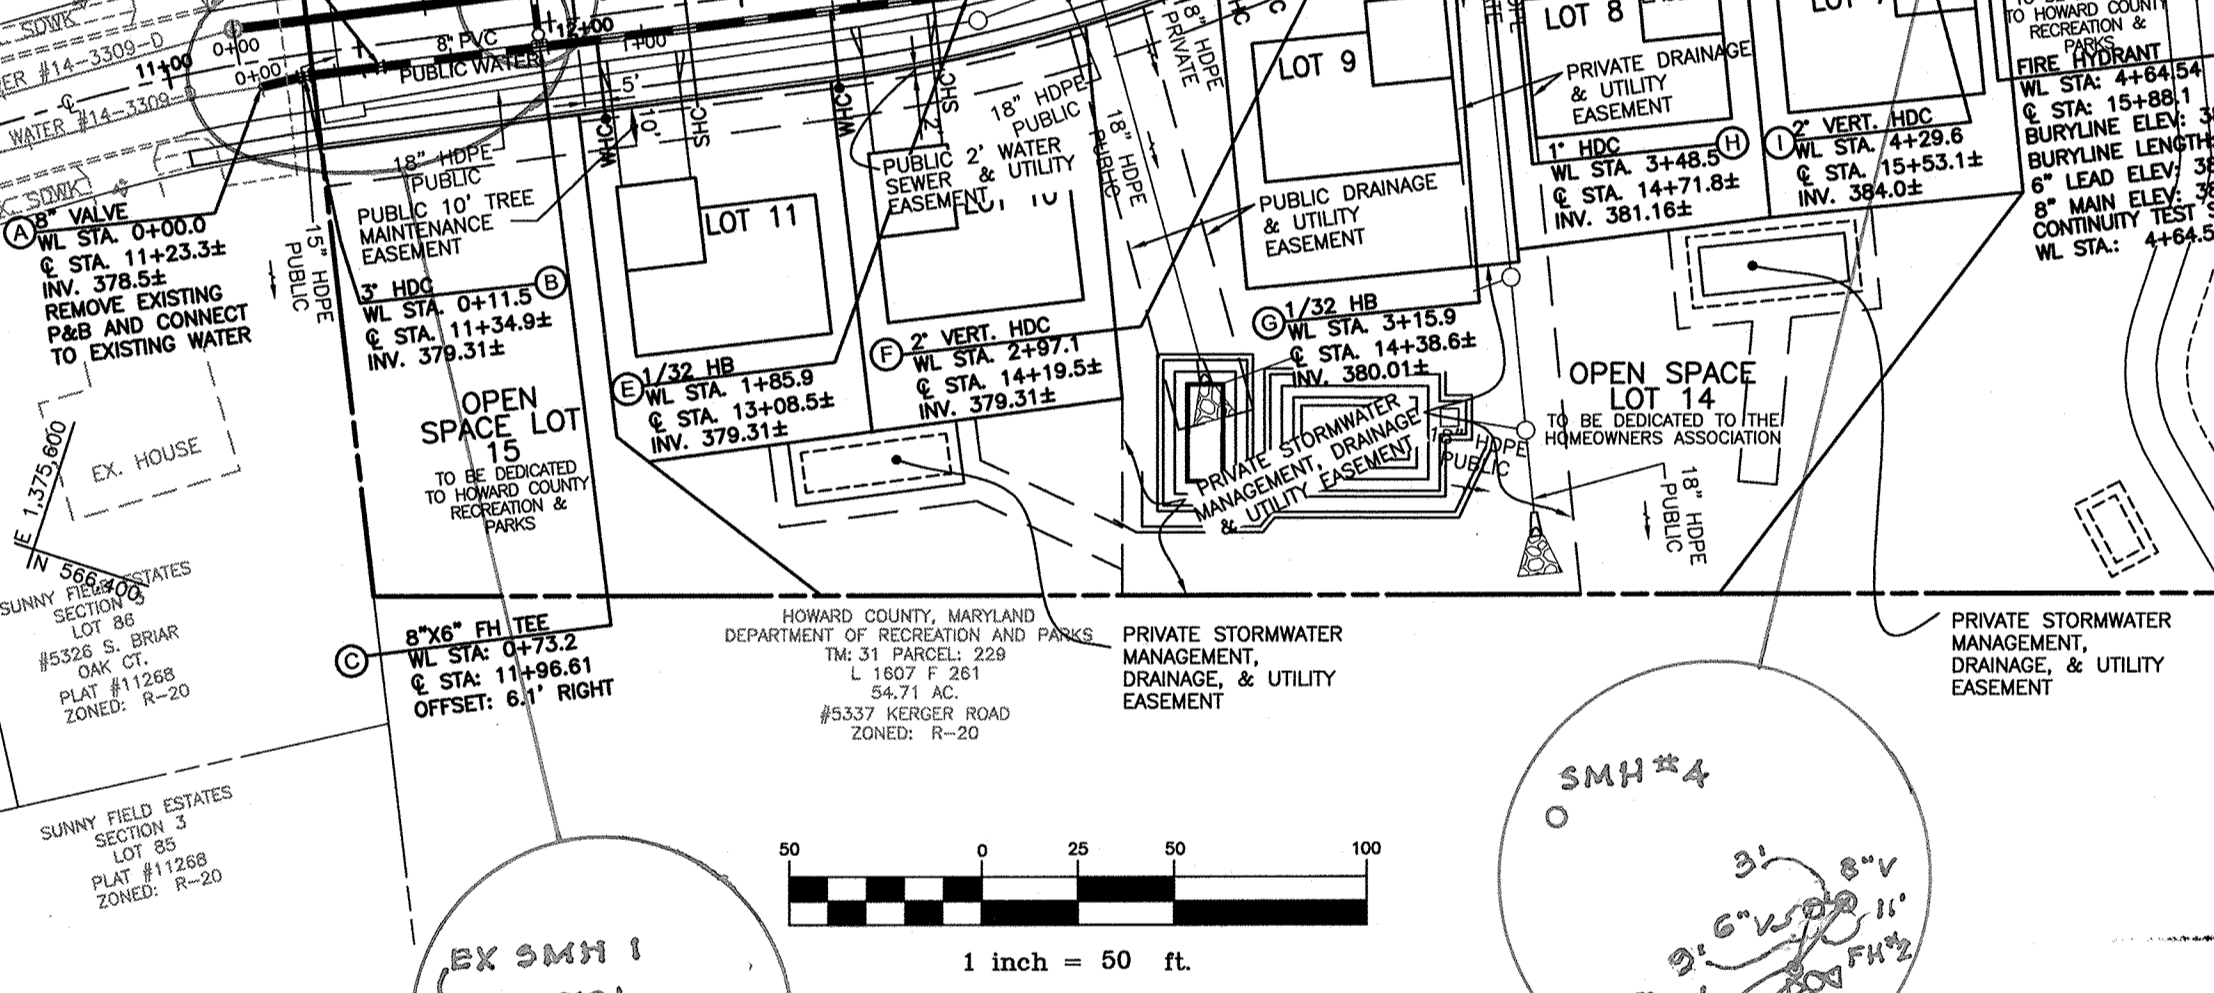 SDWK
ER #14-3309-D
11+00
WATER #14-3309-
SDWK
0+00
0+00
8" PVC
PUBLIC WATER
12+00
1+00
5'
10'
WHC
SHC
WHC
SHC
2'
18" HDPE
PUBLIC
18" HDPE
PUBLIC
18" HDPE
PRIVATE
18" HDPE
PUBLIC
15" HDPE
PUBLIC
PUBLIC 10' TREE
MAINTENANCE
EASEMENT
PUBLIC 2' WATER
SEWER & UTILITY
EASEMENT
LOT 11
LOT 10
LOT 9
LOT 8
PRIVATE DRAINAGE
& UTILITY
EASEMENT
PUBLIC DRAINAGE
& UTILITY
EASEMENT
TO HOWARD COUNTY
RECREATION &
PARKS
FIRE HYDRANT
WL STA: 4+64.54
℄ STA: 15+88.1
BURYLINE ELEV: 3
BURYLINE LENGTH
6" LEAD ELEV: 38
8" MAIN ELEV: 38
CONTINUITY TEST S
WL STA.: 4+64.5
A
8" VALVE
WL STA. 0+00.0
℄ STA. 11+23.3±
INV. 378.5±
REMOVE EXISTING
P&B AND CONNECT
TO EXISTING WATER
B
3" HDC
WL STA. 0+11.5
℄ STA. 11+34.9±
INV. 379.31±
E
1/32 HB
WL STA. 1+85.9
℄ STA. 13+08.5±
INV. 379.31±
F
2" VERT. HDC
WL STA. 2+97.1
℄ STA. 14+19.5±
INV. 379.31±
G
1/32 HB
WL STA. 3+15.9
℄ STA. 14+38.6±
INV. 380.01±
H
1" HDC
WL STA. 3+48.5
℄ STA. 14+71.8±
INV. 381.16±
I
2" VERT. HDC
WL STA. 4+29.6
℄ STA. 15+53.1±
INV. 384.0±
OPEN
SPACE LOT
15
TO BE DEDICATED
TO HOWARD COUNTY
RECREATION &
PARKS
OPEN SPACE
LOT 14
TO BE DEDICATED TO THE
HOMEOWNERS ASSOCIATION
PRIVATE STORMWATER
MANAGEMENT, DRAINAGE
& UTILITY EASEMENT
18" HDPE
PUBLIC
18" HDPE
PUBLIC
EX. HOUSE
E 1,375,600
N 566,400
SUNNY FIELD ESTATES
SECTION 3
LOT 86
#5326 S. BRIAR
OAK CT.
PLAT #11268
ZONED: R-20
C
8"X6" FH TEE
WL STA: 0+73.2
℄ STA: 11+96.61
OFFSET: 6.1' RIGHT
HOWARD COUNTY, MARYLAND
DEPARTMENT OF RECREATION AND PARKS
TM: 31 PARCEL: 229
L 1607 F 261
54.71 AC.
#5337 KERGER ROAD
ZONED: R-20
PRIVATE STORMWATER
MANAGEMENT,
DRAINAGE, & UTILITY
EASEMENT
PRIVATE STORMWATER
MANAGEMENT,
DRAINAGE, & UTILITY
EASEMENT
SUNNY FIELD ESTATES
SECTION 3
LOT 85
PLAT #11268
ZONED: R-20
50 0 25 50 100
1 inch = 50 ft.
EX SMH 1
SMH #4
3'
8"V
6"V
11'
9'
FH#2